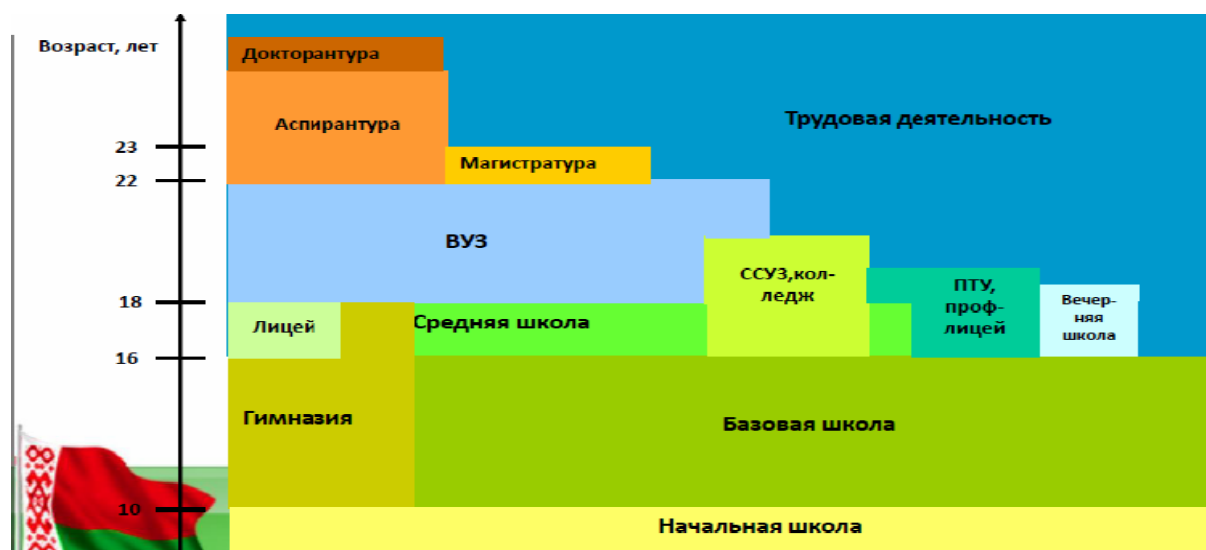 Возраст, лет
Докторантура
Аспирантура
Трудовая деятельность
23
Магистратура
22
ВУЗ
ССУЗ,кол-
ледж
ПТУ,
проф-
лицей
Вечер-
няя
школа
18
Лицей
Средняя школа
16
Гимназия
Базовая школа
10
Начальная школа